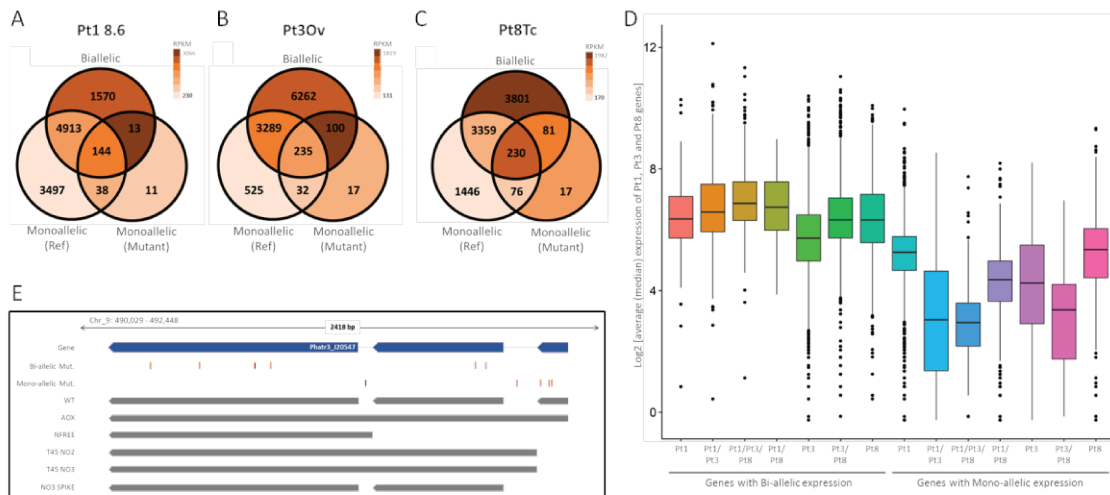 A
Pt1 8.6
RPKM
3066
230
Biallelic
1570
4913
13
144
3497
38
11
Monoallelic
(Ref)
Monoallelic
(Mutant)
B
Pt3Ov
RPKM
1819
131
Biallelic
6262
3289
100
235
525
32
17
Monoallelic
(Ref)
Monoallelic
(Mutant)
C
Pt8Tc
RPKM
1982
170
Biallelic
3801
3359
81
230
1446
76
17
Monoallelic
(Ref)
Monoallelic
(Mutant)
D
Log2 [average (median) expression of Pt1, Pt3 and Pt8 genes]
12
8
4
0
Pt1
Pt1/
Pt3
Pt1/Pt3/
Pt8
Pt1/
Pt8
Pt3
Pt3/
Pt8
Pt8
Pt1
Pt1/
Pt3
Pt1/Pt3/
Pt8
Pt1/
Pt8
Pt3
Pt3/
Pt8
Pt8
Genes with Bi-allelic expression
Genes with Mono-allelic expression
E
Chr_9: 490,029 - 492,448
2418 bp
Gene
Phatr3_J20547
Bi-allelic Mut.
Mono-allelic Mut.
WT
AOX
NFREE
T45 NO2
T45 NO3
NO3 SPIKE